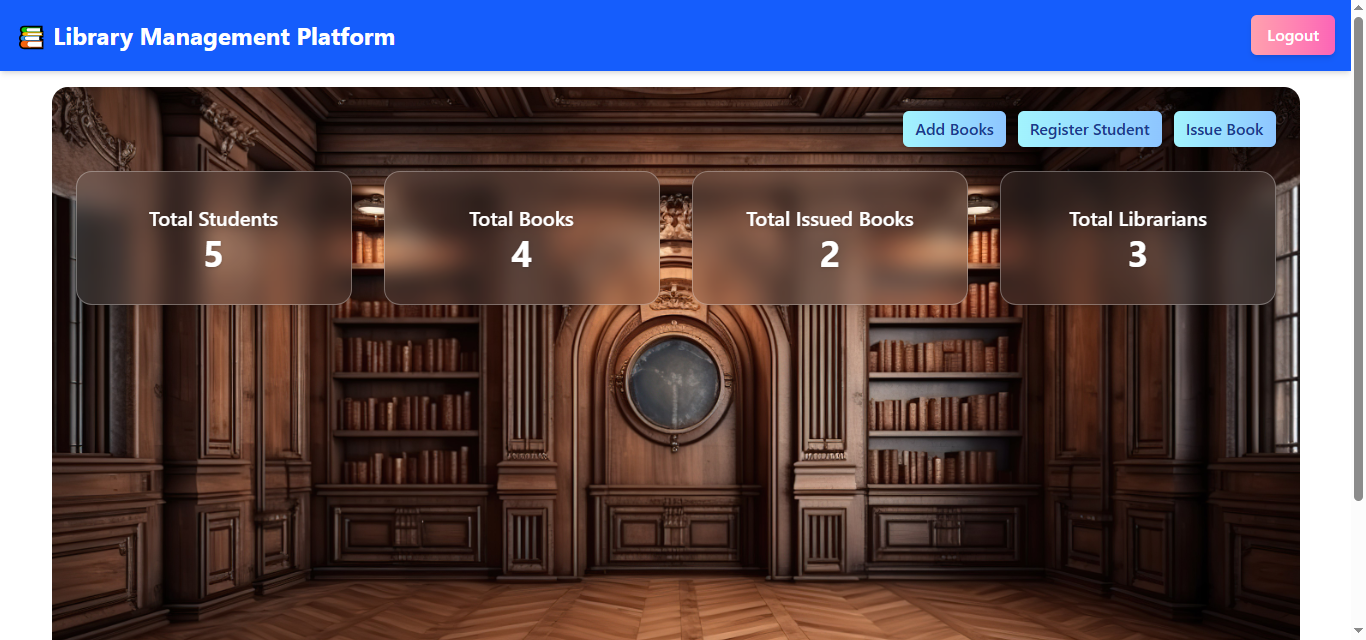 Library Management Platform
Logout
Add Books
Register Student
Issue Book
Total Students
5
Total Books
4
Total Issued Books
2
Total Librarians
3